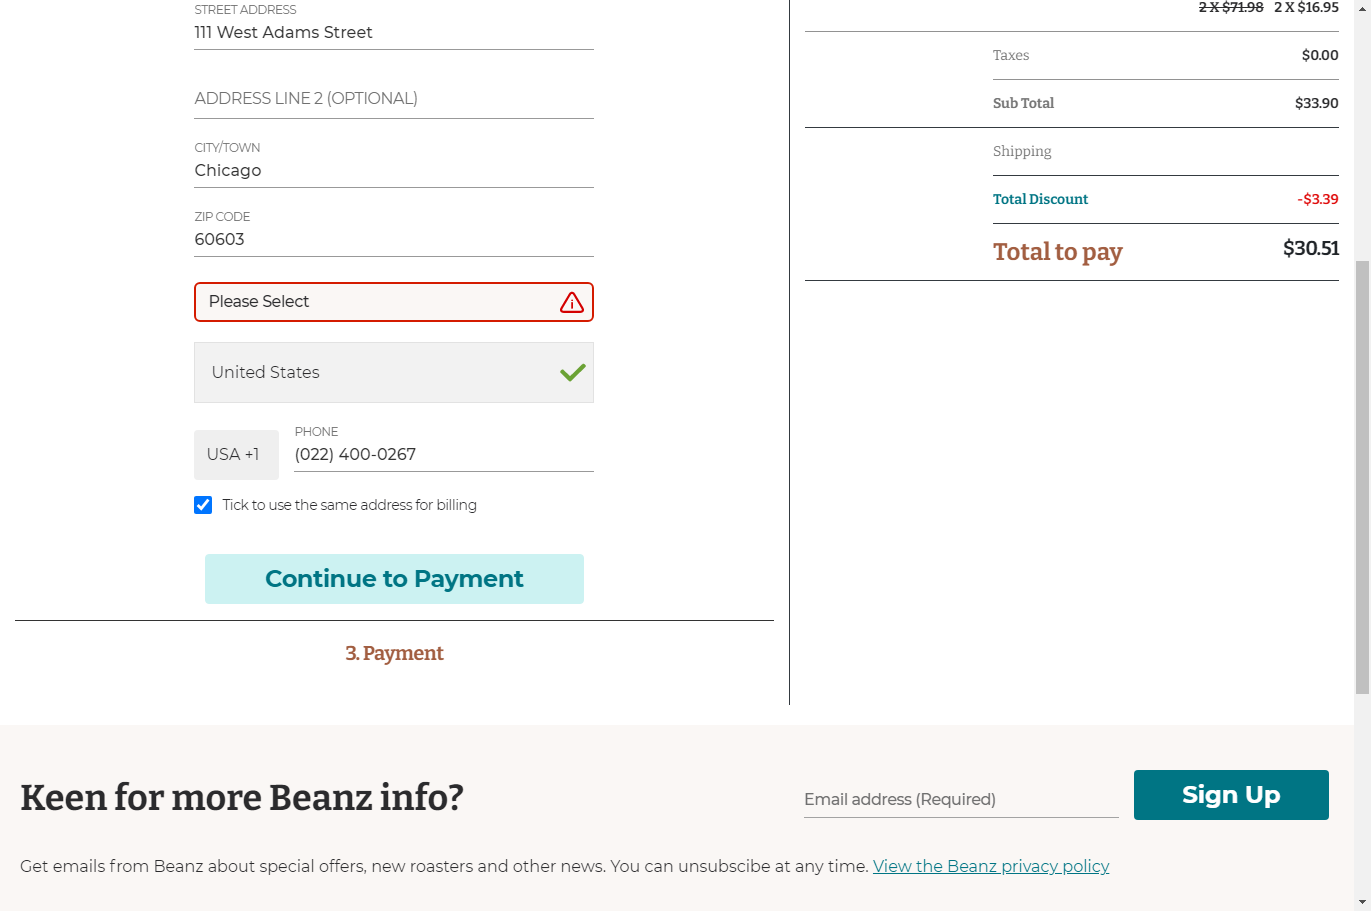 STREET ADDRESS
111 West Adams Street
ADDRESS LINE 2 (OPTIONAL)
CITY/TOWN
Chicago
ZIP CODE
60603
Please Select
United States
USA +1
PHONE
(022) 400-0267
Tick to use the same address for billing
Continue to Payment
3. Payment
2 X $71.98 2 X $16.95
Taxes $0.00
Sub Total $33.90
Shipping
Total Discount -$3.39
Total to pay $30.51
Keen for more Beanz info?
Email address (Required)
Sign Up
Get emails from Beanz about special offers, new roasters and other news. You can unsubscibe at any time. View the Beanz privacy policy